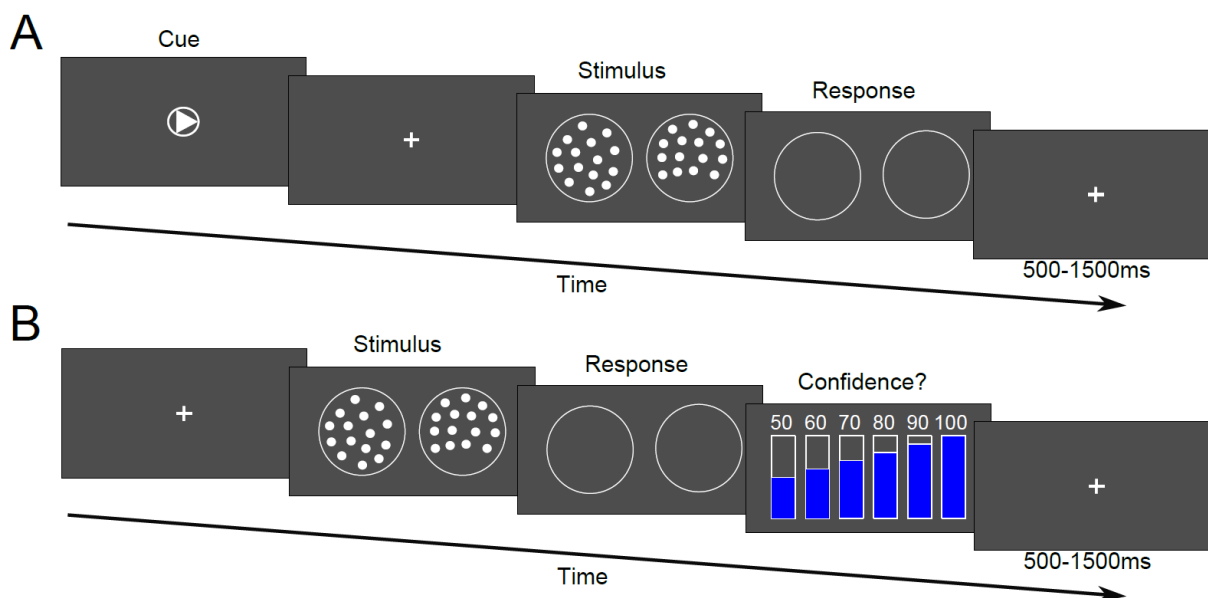 A
Cue
Stimulus
Response
500-1500ms
Time
B
Stimulus
Response
Confidence?
50 60 70 80 90 100
500-1500ms
Time